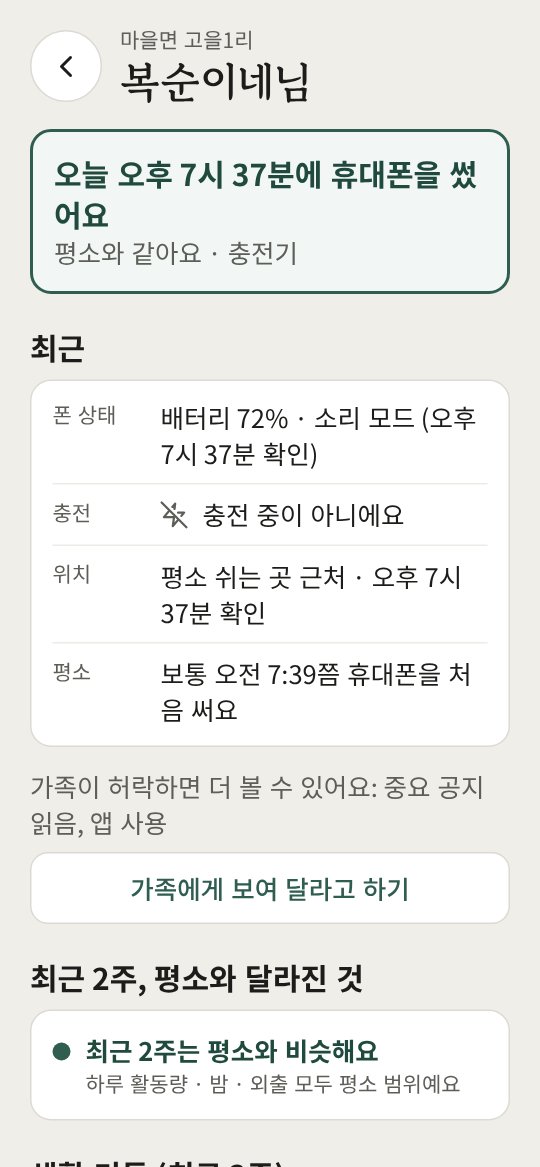 마을면 고을1리
복순이네님
오늘 오후 7시 37분에 휴대폰을 썼
어요
평소와 같아요 · 충전기
최근
폰 상태
배터리 72% · 소리 모드 (오후
7시 37분 확인)
충전
충전 중이 아니에요
위치
평소 쉬는 곳 근처 · 오후 7시
37분 확인
평소
보통 오전 7:39쯤 휴대폰을 처
음 써요
가족이 허락하면 더 볼 수 있어요: 중요 공지
읽음, 앱 사용
가족에게 보여 달라고 하기
최근 2주, 평소와 달라진 것
최근 2주는 평소와 비슷해요
하루 활동량 · 밤 · 외출 모두 평소 범위예요